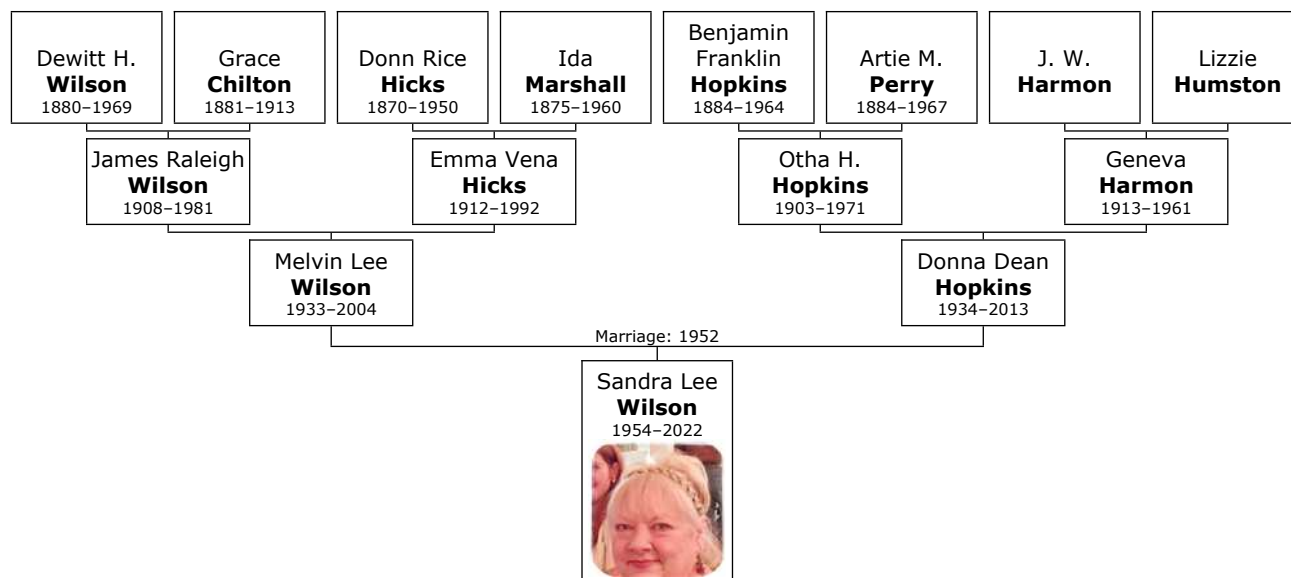 Dewitt H.
Wilson
1880–1969
Grace
Chilton
1881–1913
Donn Rice
Hicks
1870–1950
Ida
Marshall
1875–1960
Benjamin
Franklin
Hopkins
1884–1964
Artie M.
Perry
1884–1967
J. W.
Harmon
Lizzie
Humston
James Raleigh
Wilson
1908–1981
Emma Vena
Hicks
1912–1992
Otha H.
Hopkins
1903–1971
Geneva
Harmon
1913–1961
Melvin Lee
Wilson
1933–2004
Donna Dean
Hopkins
1934–2013
Marriage: 1952
Sandra Lee
Wilson
1954–2022